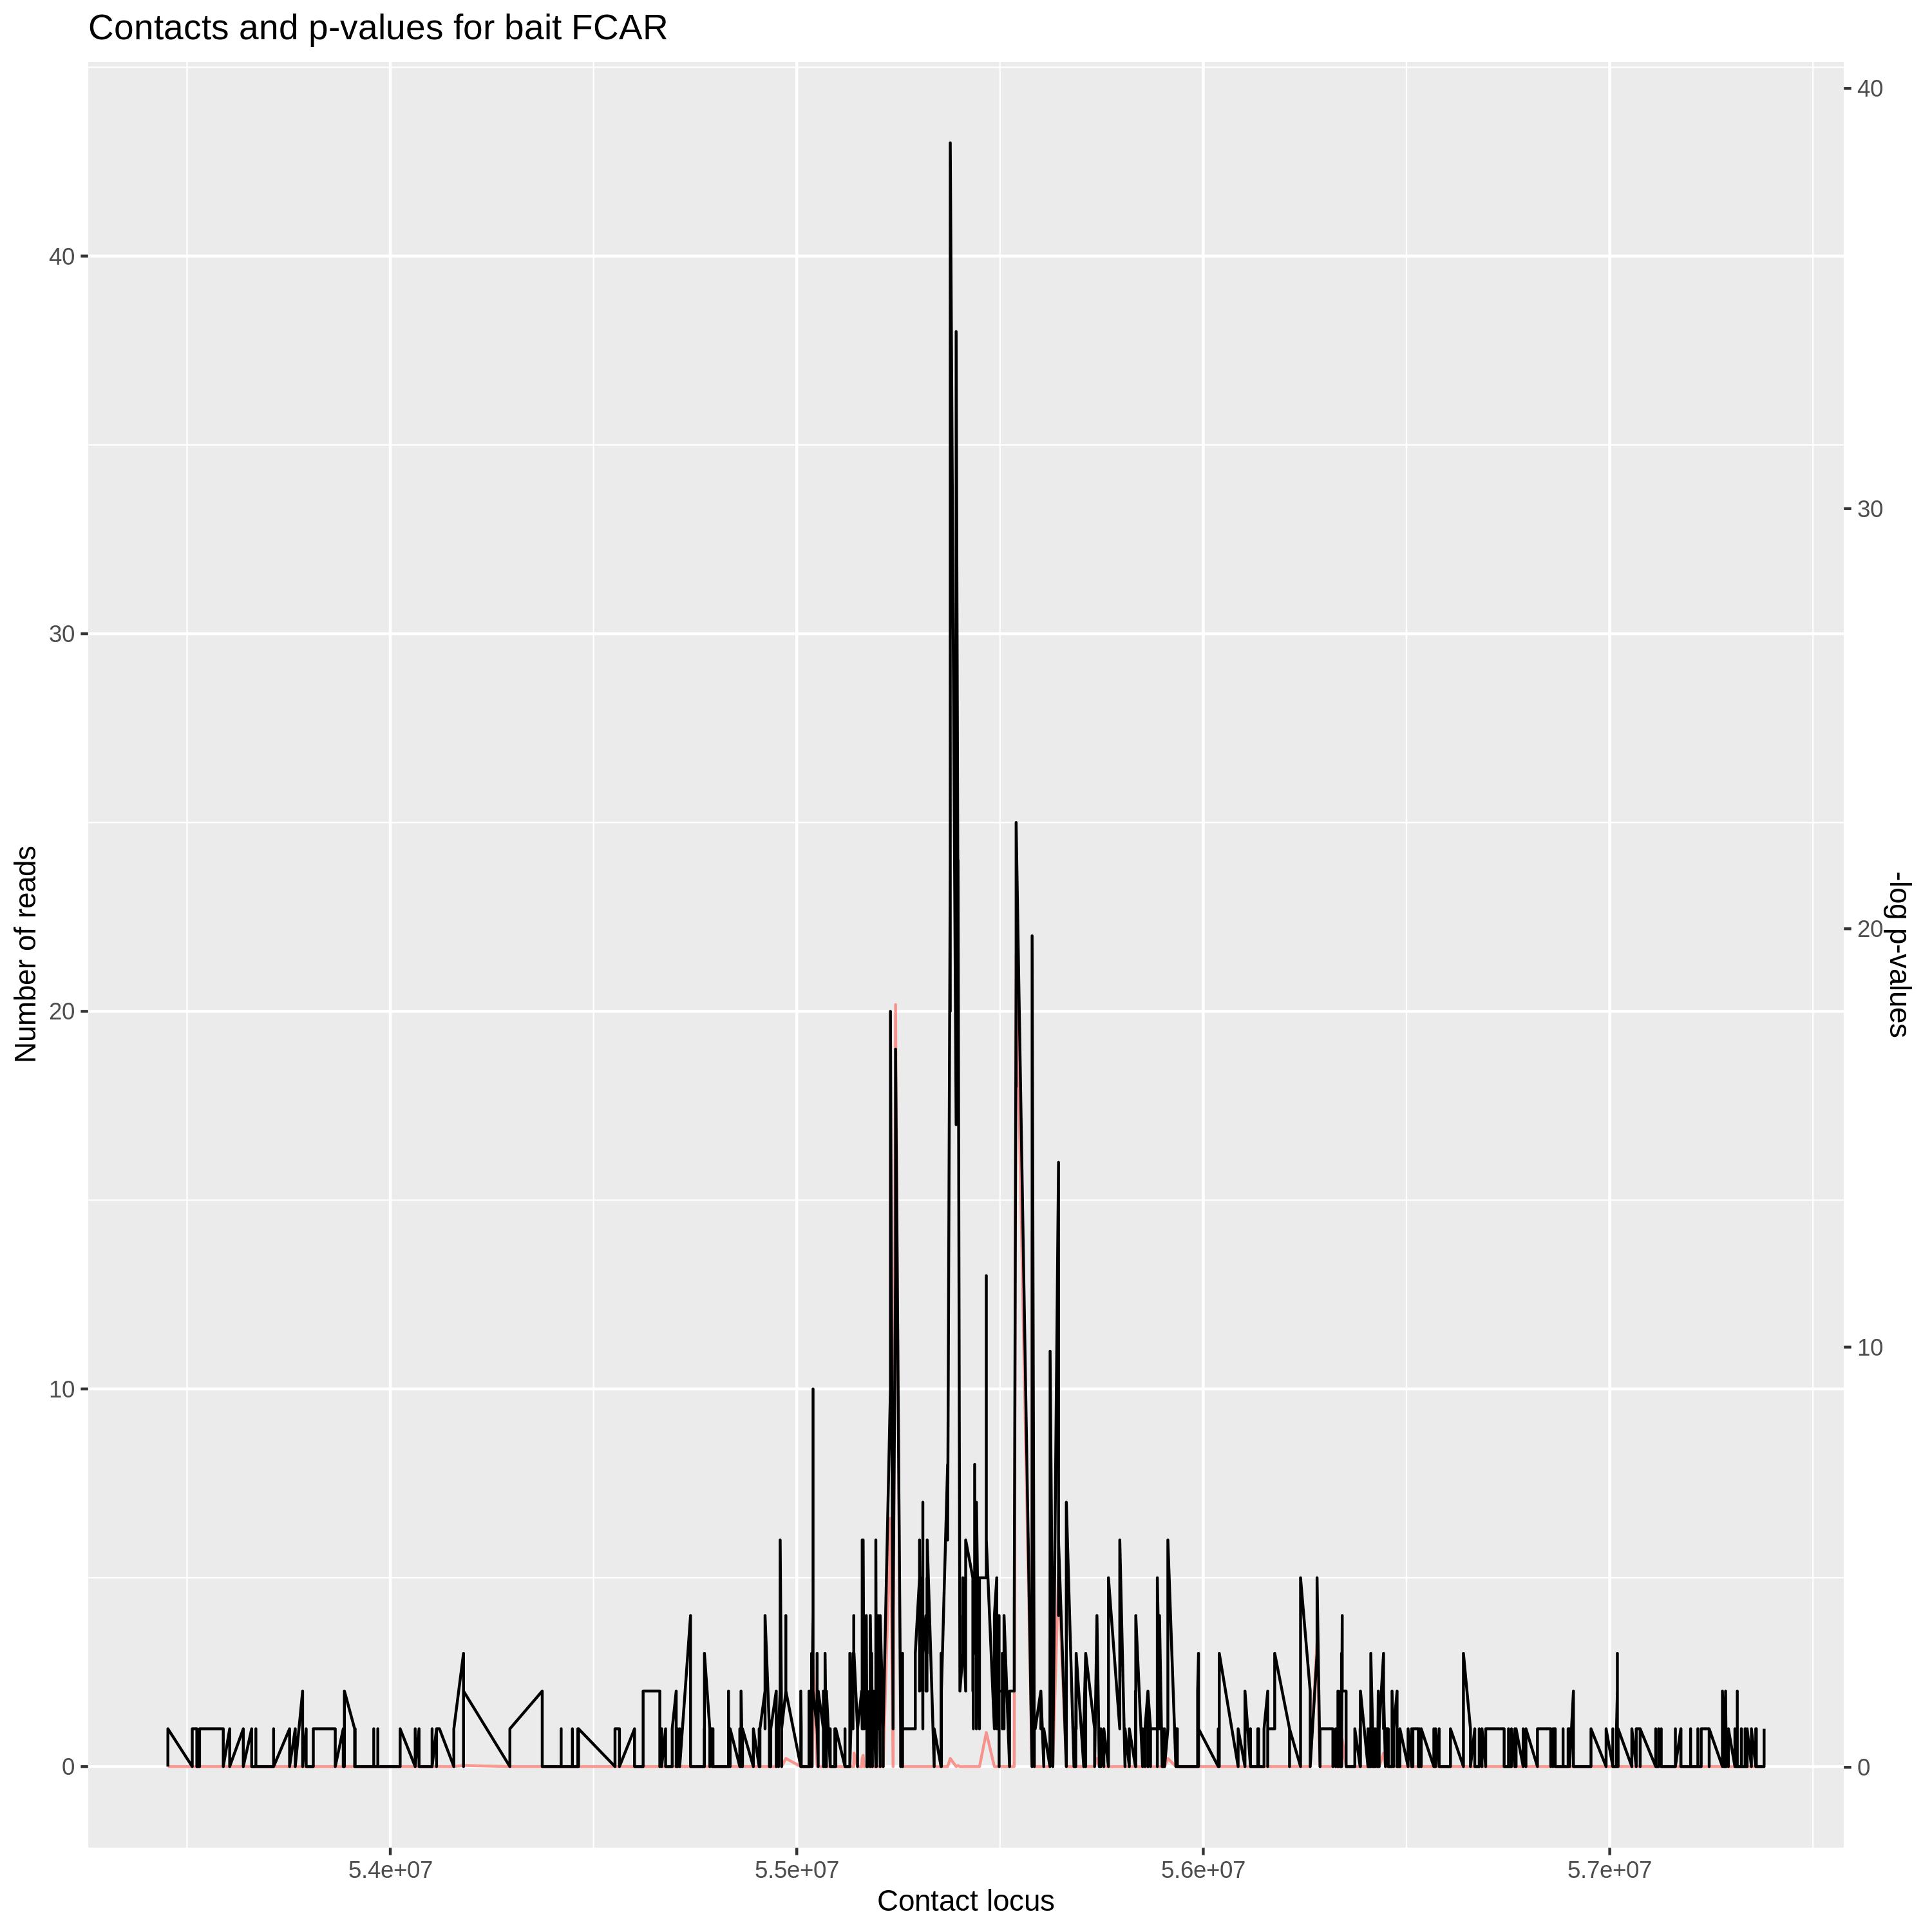 Contacts and p-values for bait FCAR
40
30
20
10
0
Number of reads
40
30
20
10
0
-log p-values
5.4e+07
5.5e+07
5.6e+07
5.7e+07
Contact locus